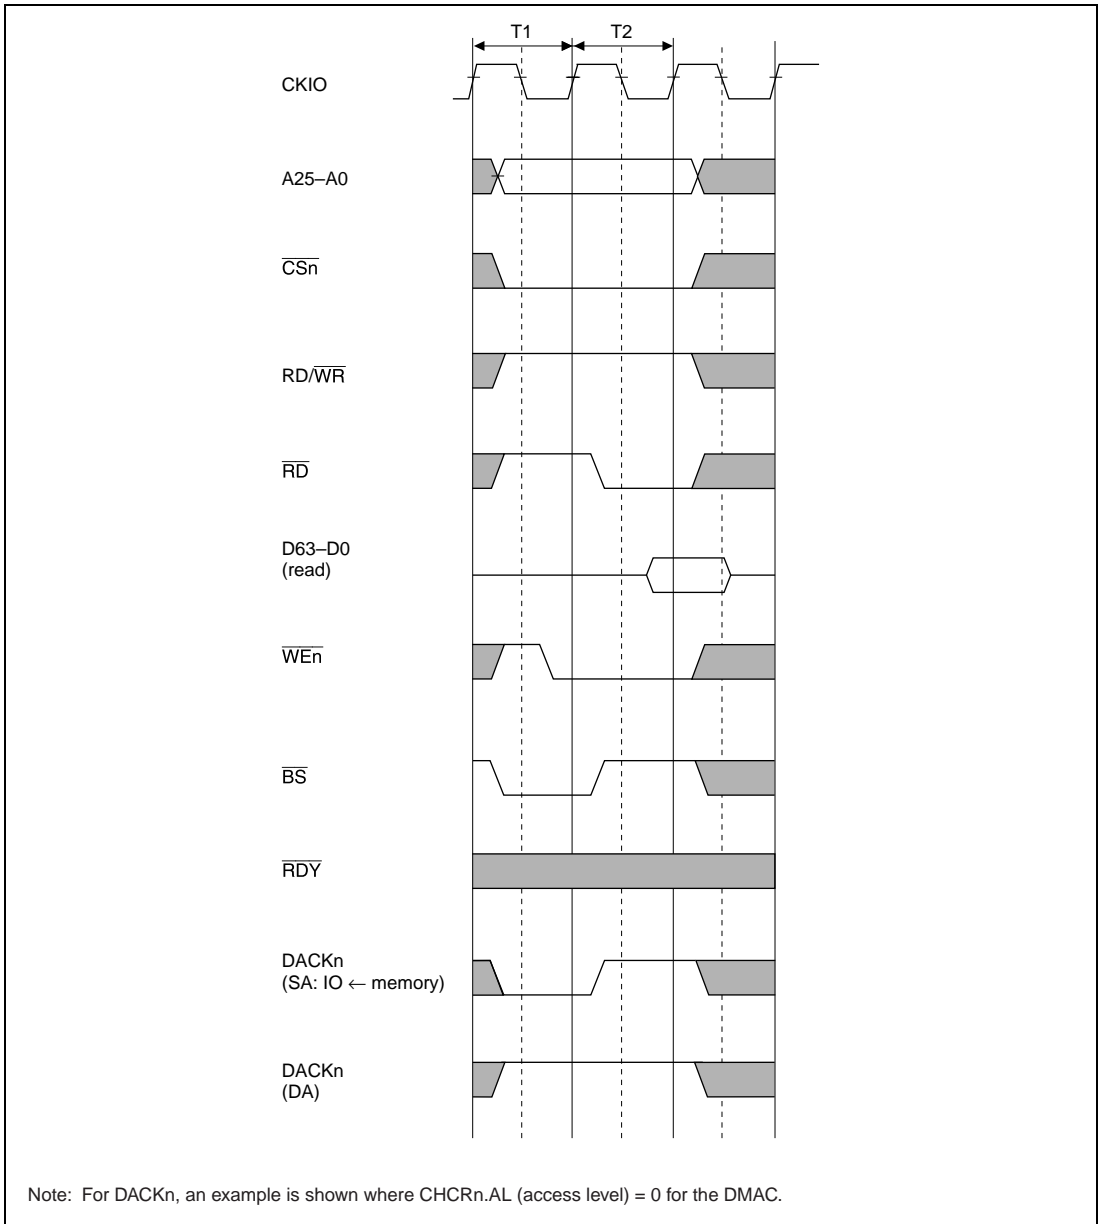 T1 T2
CKIO
A25–A0
CSn
RD/WR
RD
D63–D0
(read)
WEn
BS
RDY
DACKn
(SA: IO ← memory)
DACKn
(DA)
Note: For DACKn, an example is shown where CHCRn.AL (access level) = 0 for the DMAC.